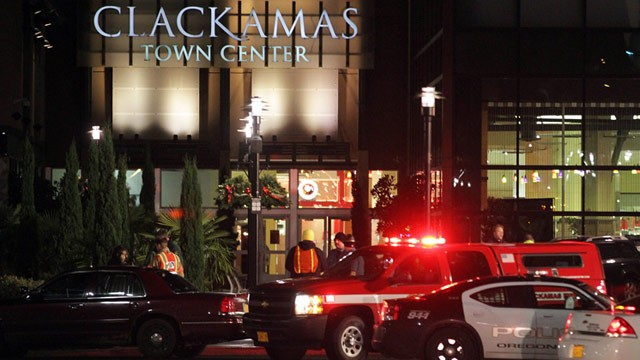 CLACKAMAS
TOWN CENTER
944
POLICE
OREGON